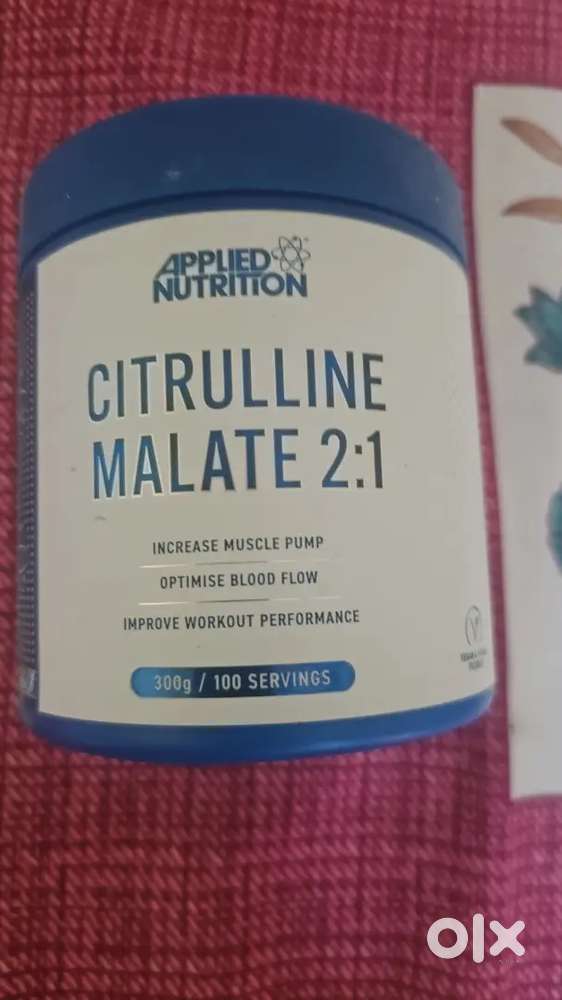 APPLIED
NUTRITION
CITRULLINE
MALATE 2:1
INCREASE MUSCLE PUMP
OPTIMISE BLOOD FLOW
IMPROVE WORKOUT PERFORMANCE
300g / 100 SERVINGS
olx